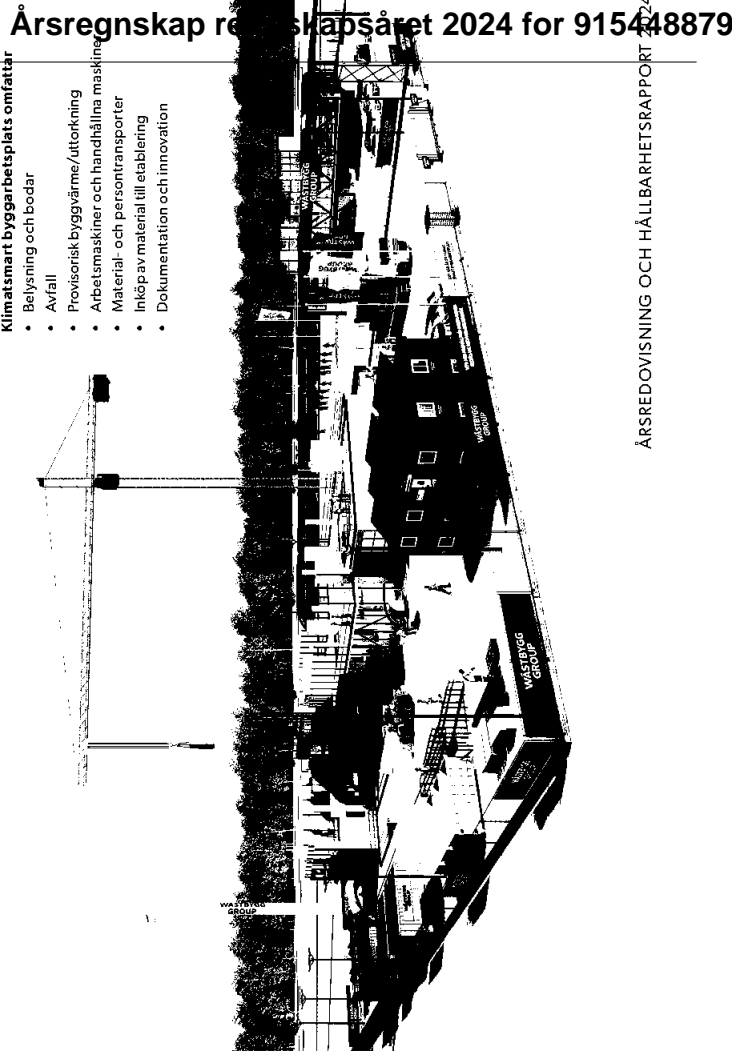 Årsregnskap regnskapsåret 2024 for 915448879
Klimatsmart byggarbetsplats omfattar
• Belysning och bodar
• Avfall
• Provisorisk byggvärme/uttorkning
• Arbetsmaskiner och handhållna maskiner
• Material- och persontransporter
• Inköp av material till etablering
• Dokumentation och innovation
WÄSTBYGG
GROUP
WÄSTBYGG
GROUP
WÄSTBYGG
GROUP
WÄSTBYGG
GROUP
ÅRSREDOVISNING OCH HÅLLBARHETSRAPPORT 2024